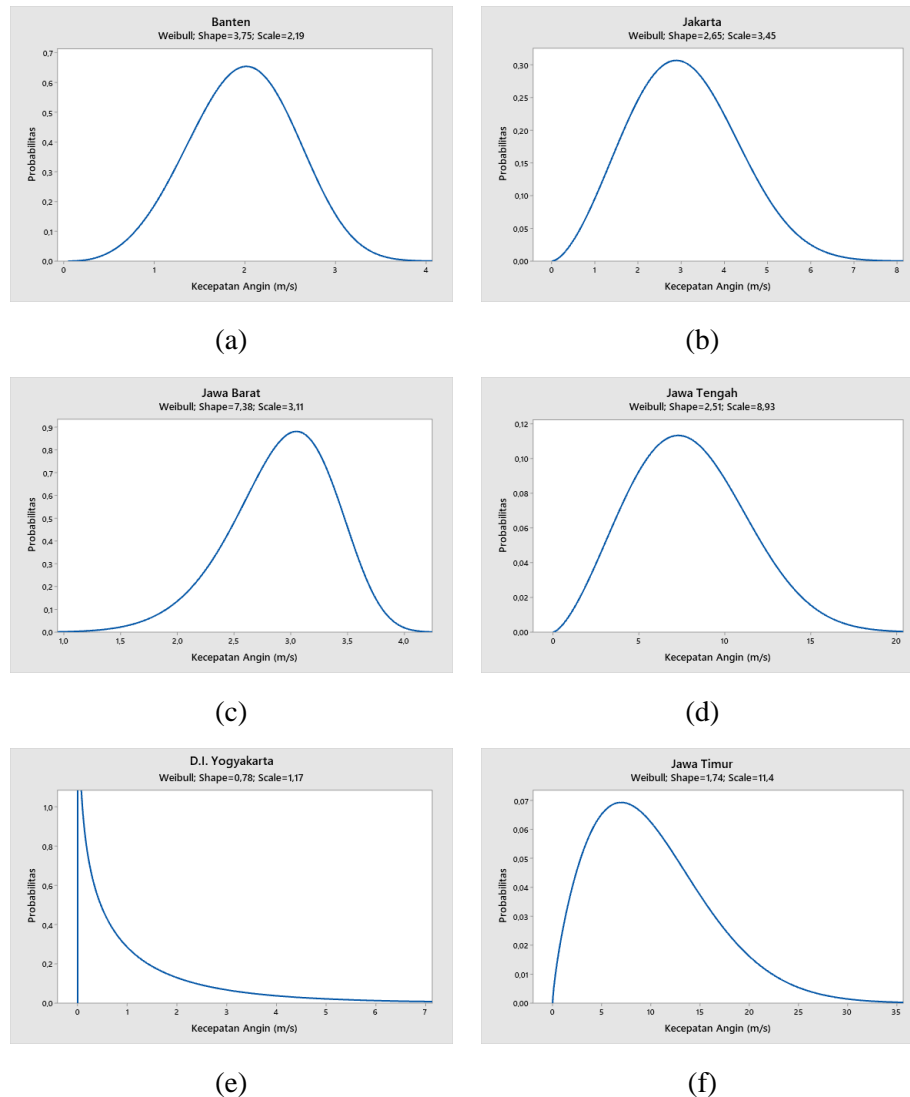 Banten
Weibull; Shape=3,75; Scale=2,19
0,7
0,6
0,5
0,4
0,3
0,2
0,1
0,0
Probabilitas
0 1 2 3 4
Kecepatan Angin (m/s)
(a)
Jakarta
Weibull; Shape=2,65; Scale=3,45
0,30
0,25
0,20
0,15
0,10
0,05
0,00
Probabilitas
0 1 2 3 4 5 6 7 8
Kecepatan Angin (m/s)
(b)
Jawa Barat
Weibull; Shape=7,38; Scale=3,11
0,9
0,8
0,7
0,6
0,5
0,4
0,3
0,2
0,1
0,0
Probabilitas
1,0 1,5 2,0 2,5 3,0 3,5 4,0
Kecepatan Angin (m/s)
(c)
Jawa Tengah
Weibull; Shape=2,51; Scale=8,93
0,12
0,10
0,08
0,06
0,04
0,02
0,00
Probabilitas
0 5 10 15 20
Kecepatan Angin (m/s)
(d)
D.I. Yogyakarta
Weibull; Shape=0,78; Scale=1,17
1,0
0,8
0,6
0,4
0,2
0,0
Probabilitas
0 1 2 3 4 5 6 7
Kecepatan Angin (m/s)
(e)
Jawa Timur
Weibull; Shape=1,74; Scale=11,4
0,07
0,06
0,05
0,04
0,03
0,02
0,01
0,00
Probabilitas
0 5 10 15 20 25 30 35
Kecepatan Angin (m/s)
(f)